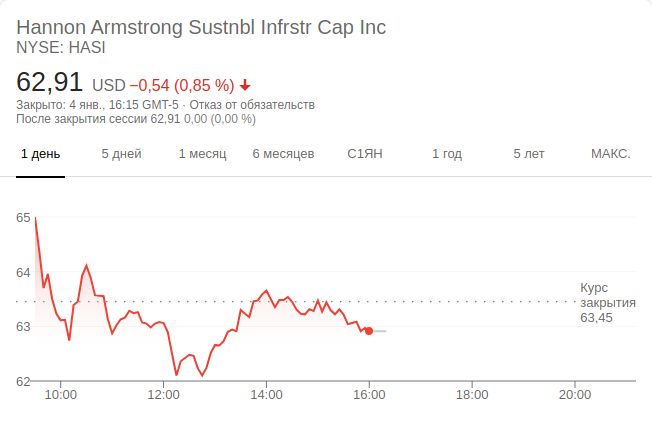 Hannon Armstrong Sustnbl Infrstr Cap Inc
NYSE: HASI
62,91 USD −0,54 (0,85 %)
Закрыто: 4 янв., 16:15 GMT-5 · Отказ от обязательств
После закрытия сессии 62,91 0,00 (0,00 %)
1 день 5 дней 1 месяц 6 месяцев С1ЯН 1 год 5 лет МАКС.
65
64
Курс
закрытия
63,45
63
62
10:00 12:00 14:00 16:00 18:00 20:00